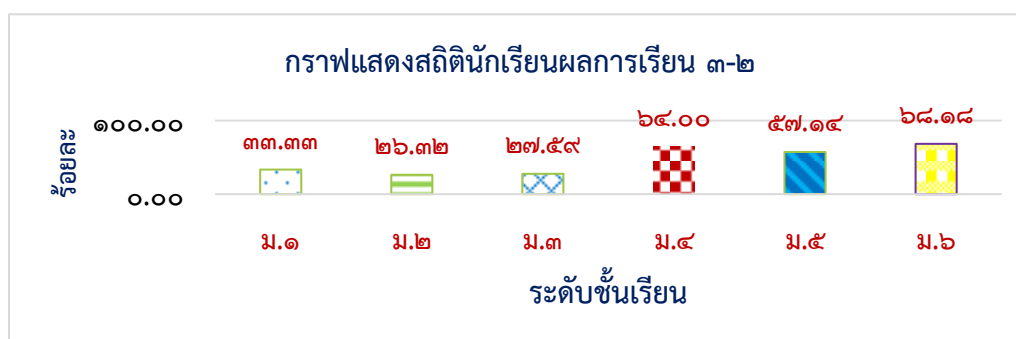 กราฟแสดงสถิตินักเรียนผลการเรียน ๓-๒
ร้อยละ
๑๐๐.๐๐
๐.๐๐
๓๓.๓๓
๒๖.๓๒
๒๗.๕๙
๖๔.๐๐
๕๗.๑๔
๖๘.๑๘
ม.๑
ม.๒
ม.๓
ม.๔
ม.๕
ม.๖
ระดับชั้นเรียน